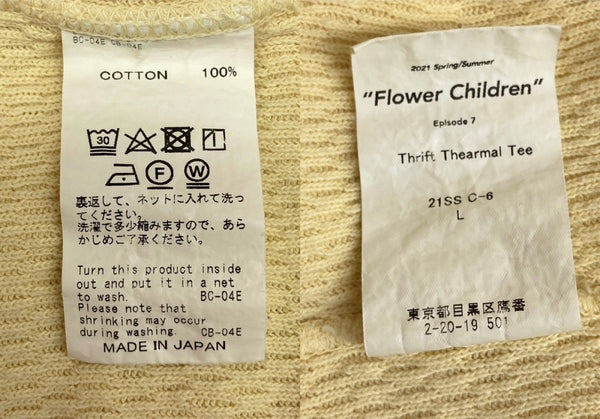 BC-04E CB-04E
COTTON 100%
30
F W
裏返して、ネットに入れて洗っ
てください。
洗濯で多少縮みますので、あら
かじめご了承ください。
Turn this product inside
out and put it in a net
to wash. BC-04E
Please note that
shrinking may occur
during washing. CB-04E
MADE IN JAPAN
2021 Spring/Summer
"Flower Children"
Episode 7
Thrift Thearmal Tee
21SS C-6
L
東京都目黒区鷹番
2-20-19 501